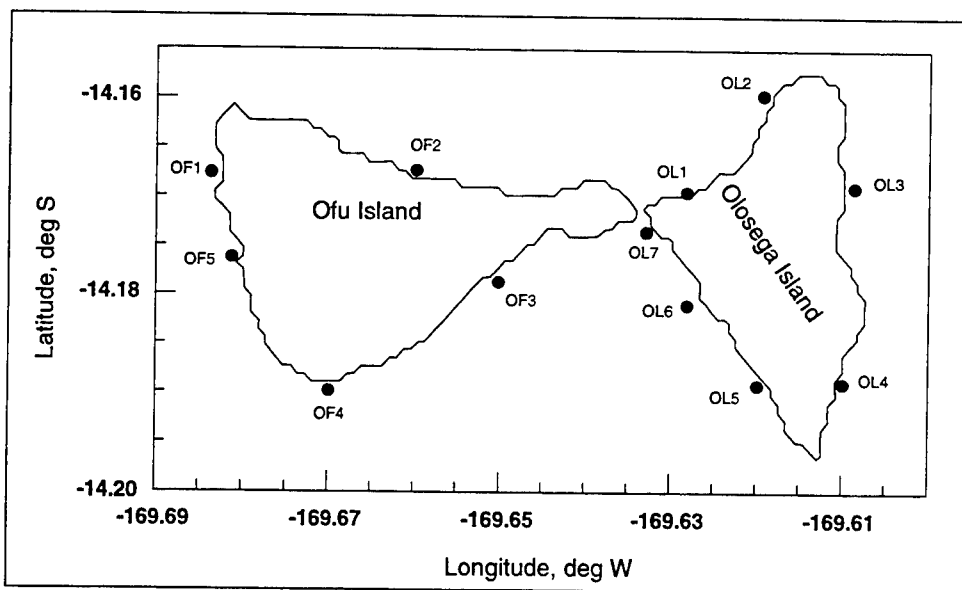 OL2
-14.16
OF2
OF1
OL1
OL3
Ofu Island
Olosega Island
OL7
OF5
-14.18
OF3
OL6
OL5
OL4
OF4
-14.20
-169.69
-169.67
-169.65
-169.63
-169.61
Latitude, deg S
Longitude, deg W